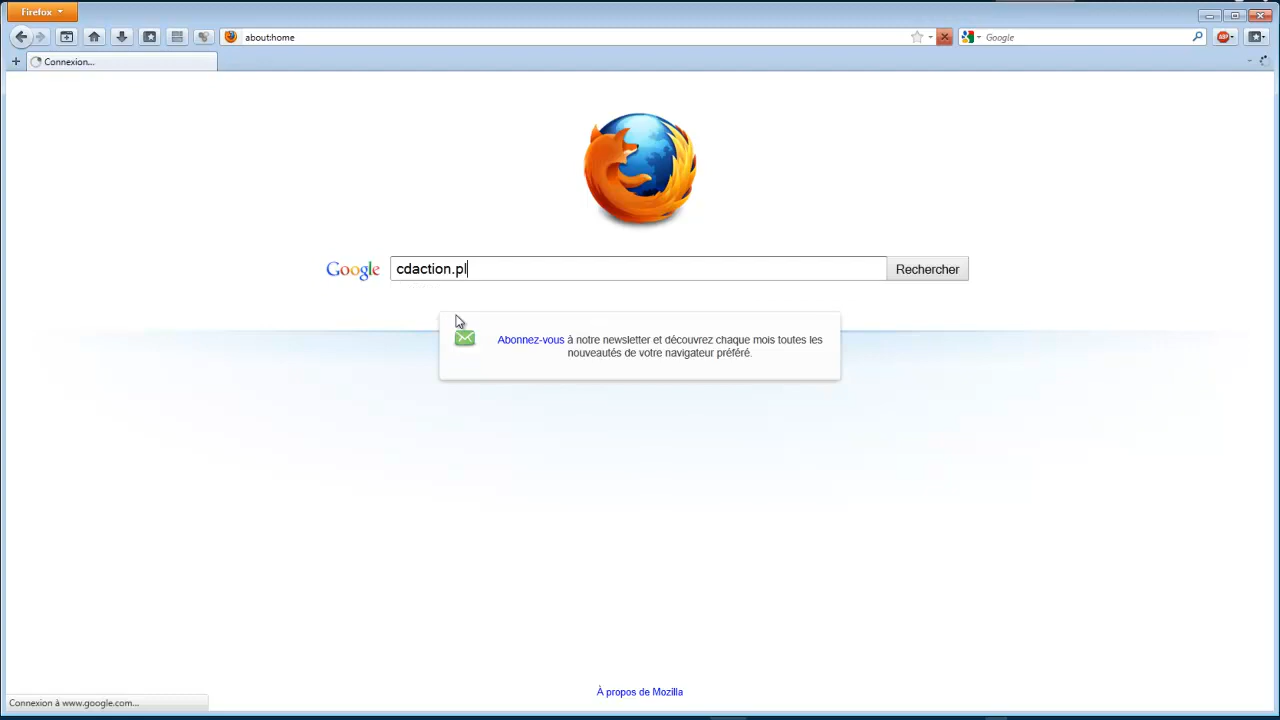 Firefox
about:home
Google
Connexion...
Google
cdaction.pl
Rechercher
Abonnez-vous à notre newsletter et découvrez chaque mois toutes les
nouveautés de votre navigateur préféré.
À propos de Mozilla
Connexion à www.google.com...